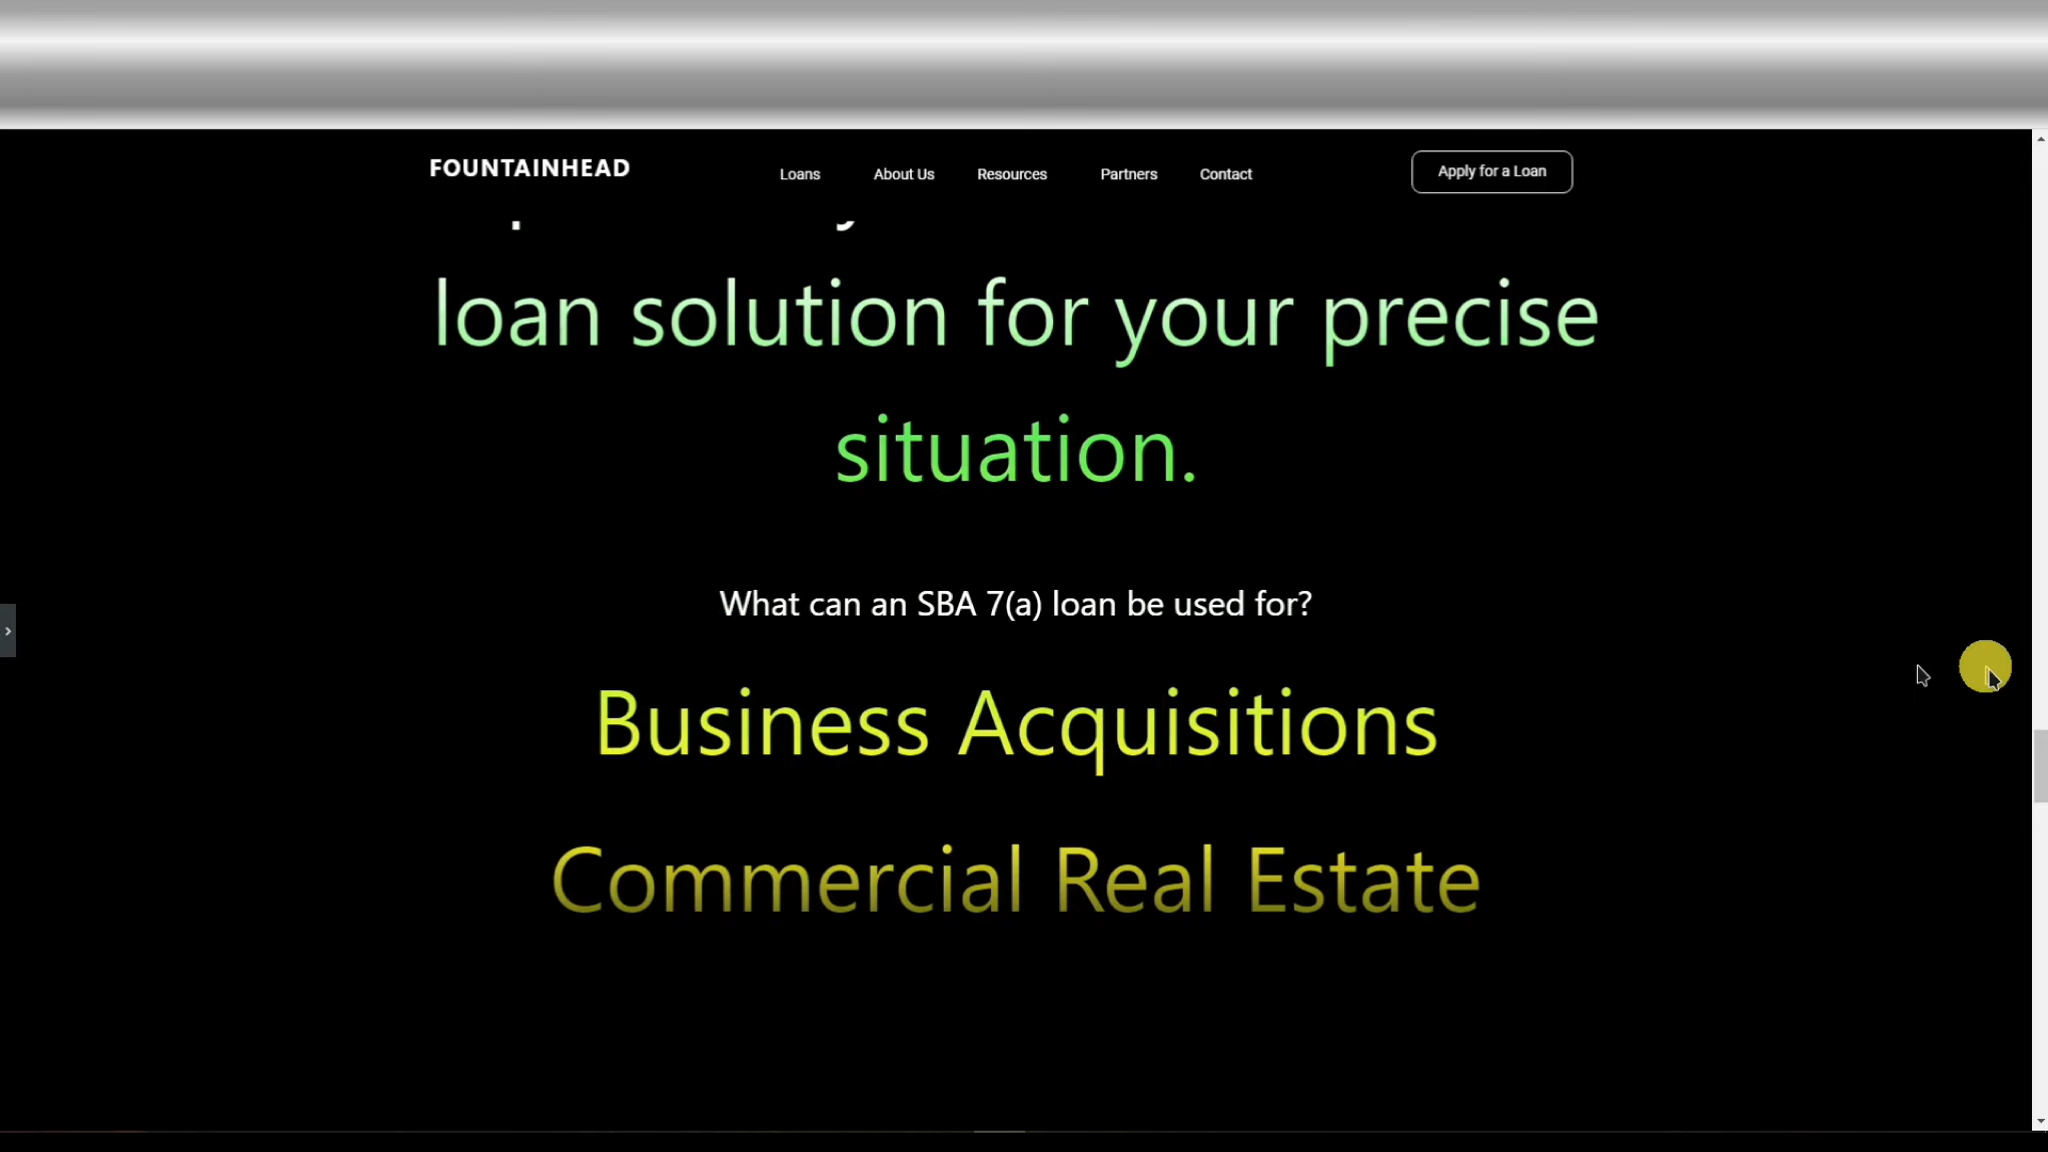 FOUNTAINHEAD
Loans
About Us
Resources
Partners
Contact
Apply for a Loan
loan solution for your precise
situation.
What can an SBA 7(a) loan be used for?
Business Acquisitions
Commercial Real Estate